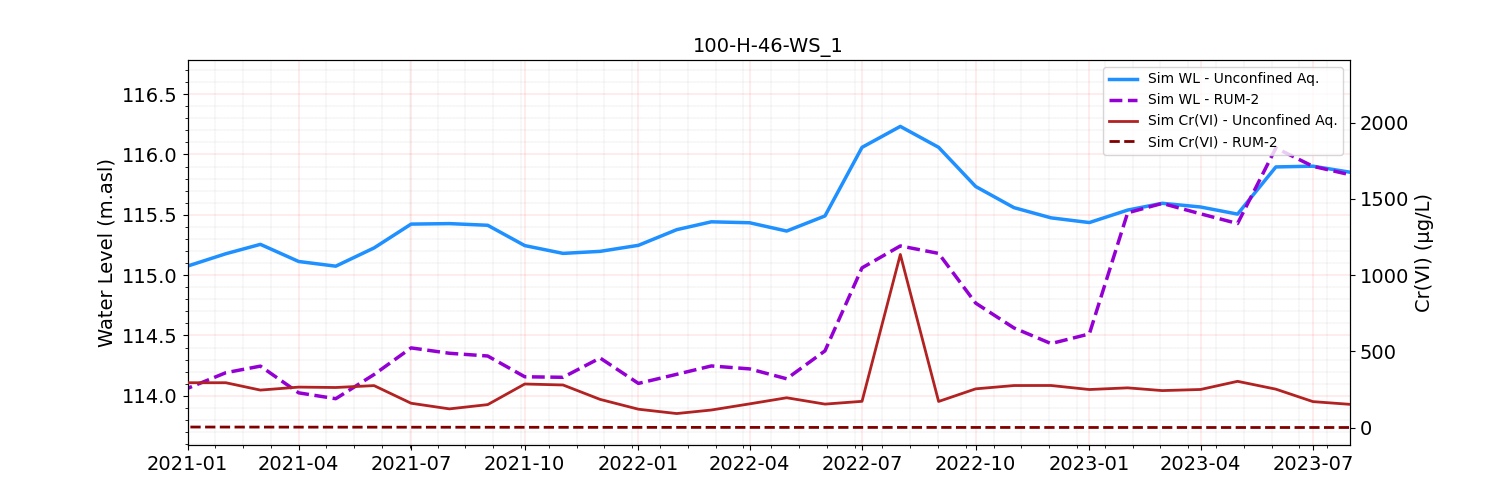 100-H-46-WS_1
Sim WL - Unconfined Aq.
Sim WL - RUM-2
Sim Cr(VI) - Unconfined Aq.
Sim Cr(VI) - RUM-2
Water Level (m.asl)
116.5
116.0
115.5
115.0
114.5
114.0
2000
1500
1000
500
0
Cr(VI) (μg/L)
2021-01 2021-04 2021-07 2021-10 2022-01 2022-04 2022-07 2022-10 2023-01 2023-04 2023-07